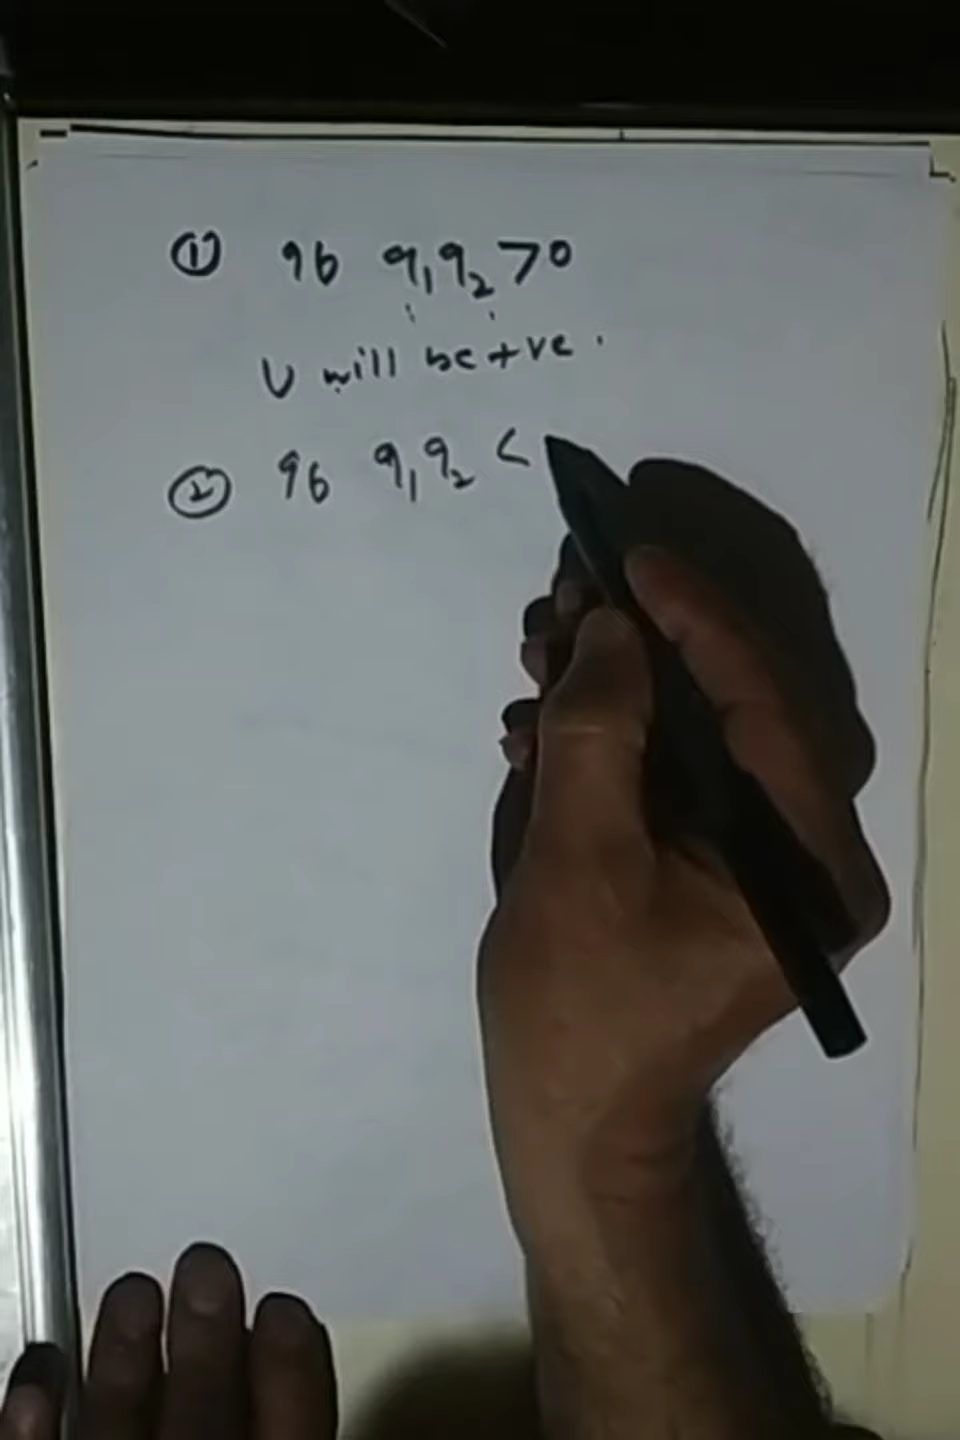 ① If q₁q₂ >0
U will be +ve.
② If q₁q₂ <